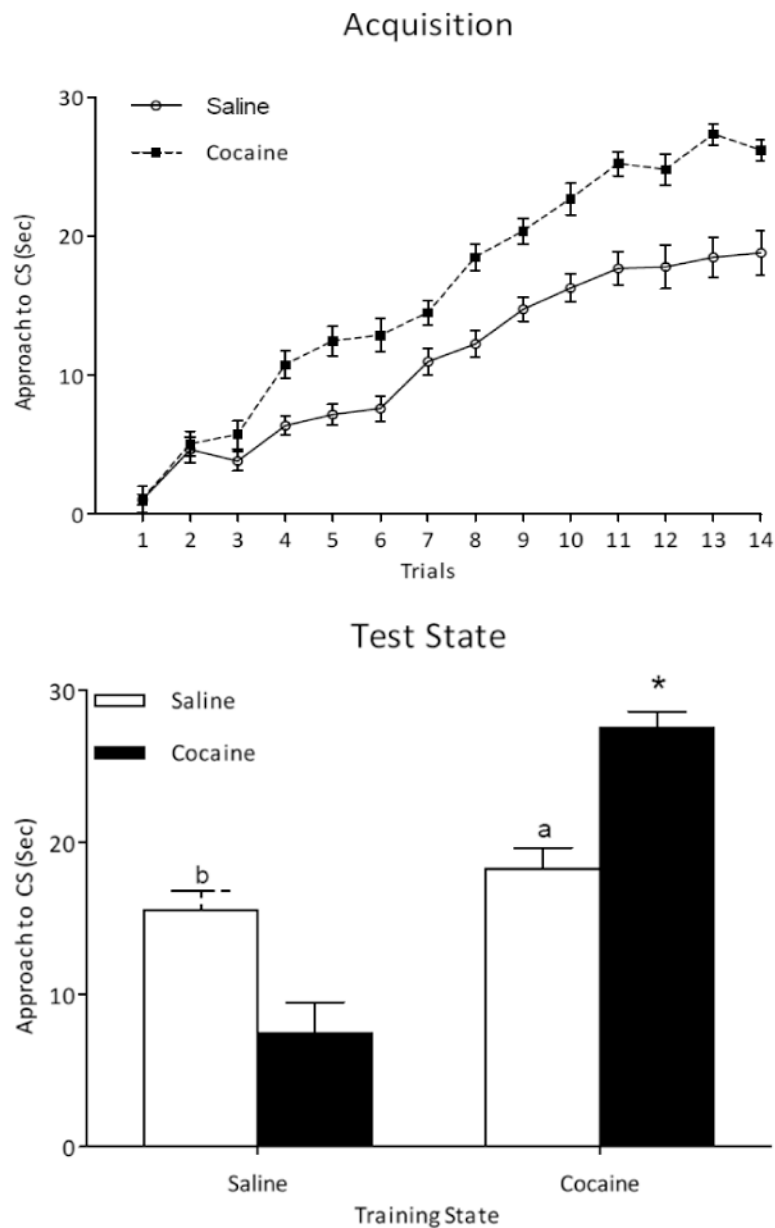 Acquisition
30
Saline
Cocaine
20
Approach to CS (Sec)
10
0
1 2 3 4 5 6 7 8 9 10 11 12 13 14
Trials
Test State
30
Saline
*
Cocaine
20
a
b
Approach to CS (Sec)
10
0
Saline Cocaine
Training State